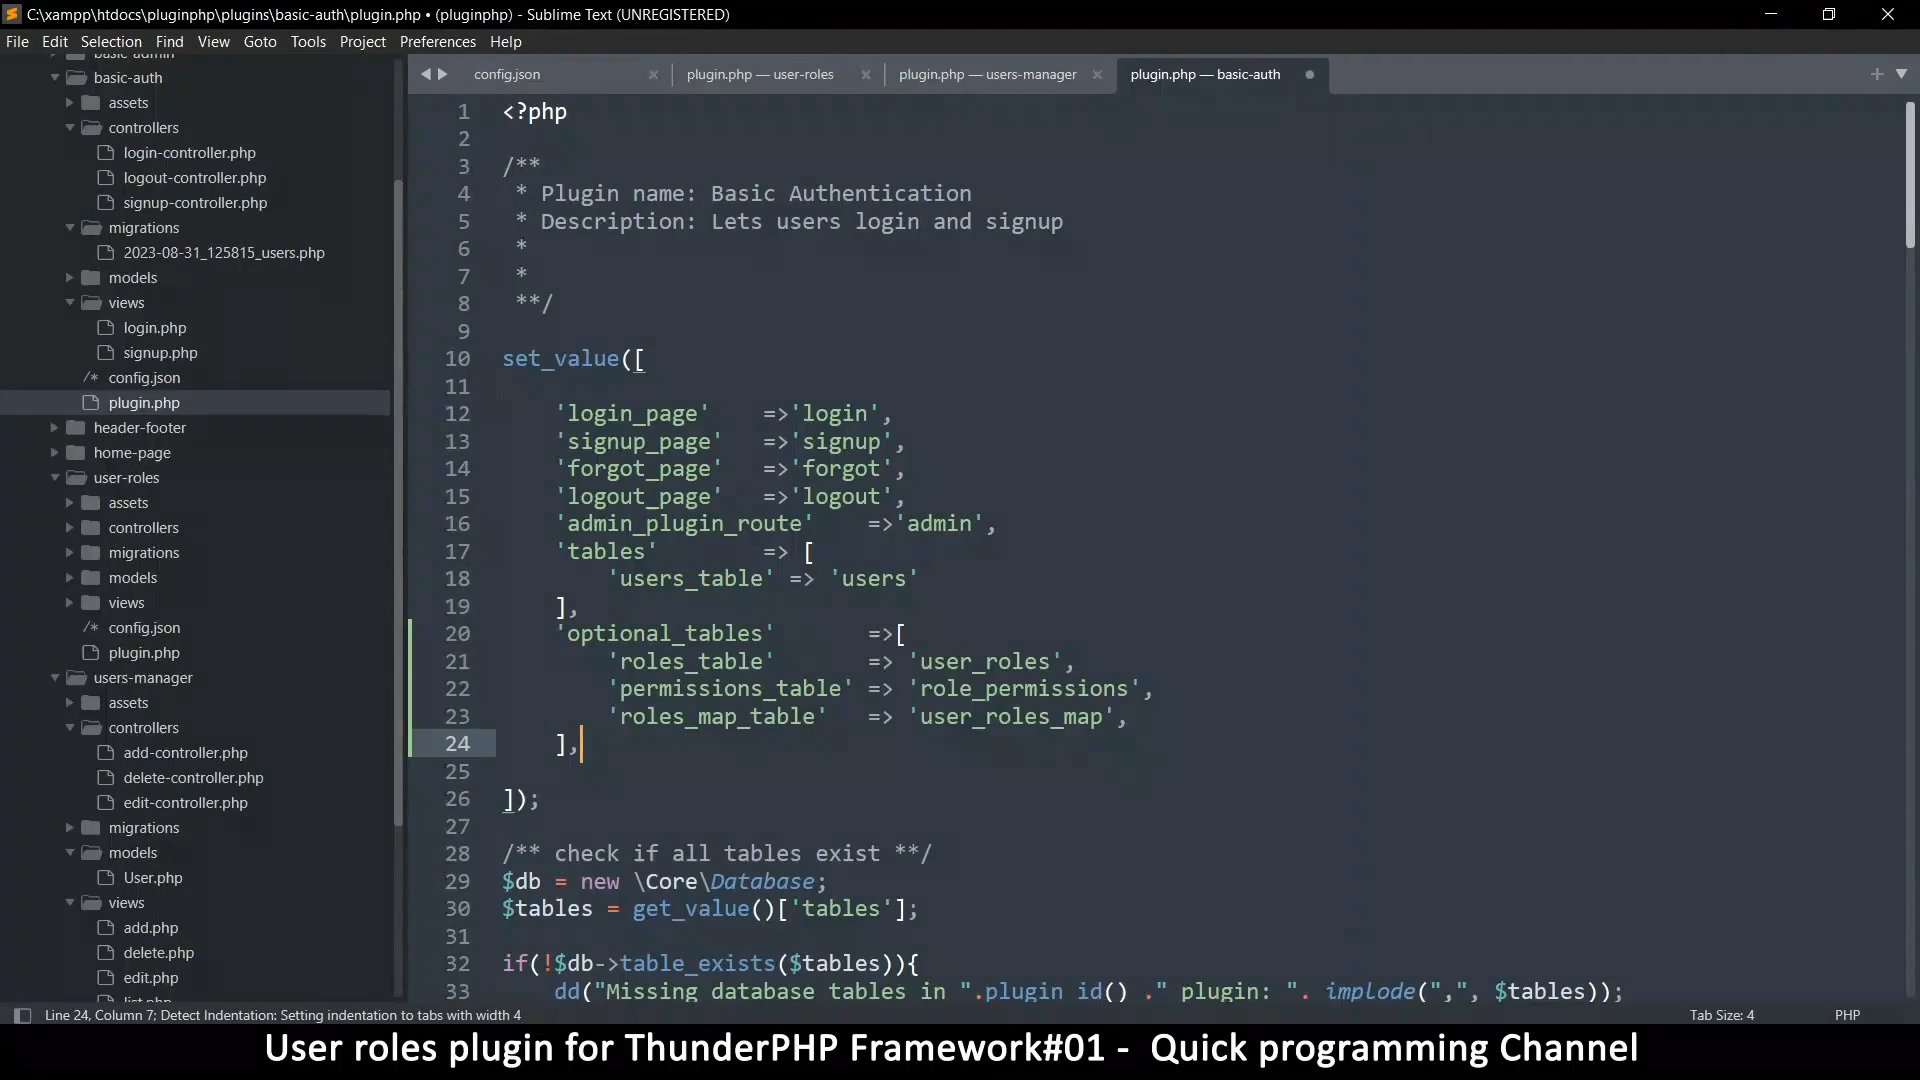 C:\xampp\htdocs\pluginphp\plugins\basic-auth\plugin.php • (pluginphp) - Sublime Text (UNREGISTERED)
File Edit Selection Find View Goto Tools Project Preferences Help
basic-admin
basic-auth
assets
controllers
login-controller.php
logout-controller.php
signup-controller.php
migrations
2023-08-31_125815_users.php
models
views
login.php
signup.php
/* config.json
plugin.php
header-footer
home-page
user-roles
assets
controllers
migrations
models
views
/* config.json
plugin.php
users-manager
assets
controllers
add-controller.php
delete-controller.php
edit-controller.php
migrations
models
User.php
views
add.php
delete.php
edit.php
list.php
config.json plugin.php — user-roles plugin.php — users-manager plugin.php — basic-auth
1 <?php
2
3 /**
4 * Plugin name: Basic Authentication
5 * Description: Lets users login and signup
6 *
7 *
8 **/
9
10 set_value([
11
12 'login_page' =>'login',
13 'signup_page' =>'signup',
14 'forgot_page' =>'forgot',
15 'logout_page' =>'logout',
16 'admin_plugin_route' =>'admin',
17 'tables' => [
18 'users_table' => 'users'
19 ],
20 'optional_tables' =>[
21 'roles_table' => 'user_roles',
22 'permissions_table' => 'role_permissions',
23 'roles_map_table' => 'user_roles_map',
24 ],
25
26 ]);
27
28 /** check if all tables exist **/
29 $db = new \Core\Database;
30 $tables = get_value()['tables'];
31
32 if(!$db->table_exists($tables)){
33 dd("Missing database tables in ".plugin_id() ." plugin: ". implode(",", $tables));
Line 24, Column 7; Detect Indentation: Setting indentation to tabs with width 4
Tab Size: 4 PHP
User roles plugin for ThunderPHP Framework#01 - Quick programming Channel